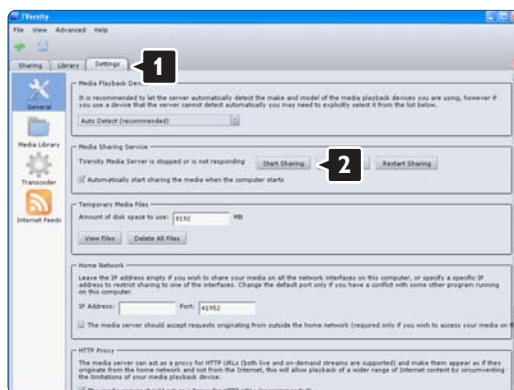 TVersity
File View Advanced Help
Sharing Library Settings
1
General
Media Library
Transcoder
Internet Feeds
Media Playback
It is recommended to let the server automatically detect the make and model of the media playback devices you are using, however if
you use a device that the server cannot detect automatically you may need to explicitly select it from the list below.
Auto Detect (recommended)
Media Sharing Service
TVersity Media Server is stopped or is not responding Start Sharing 2 Restart Sharing
Automatically start sharing the media when the computer starts
Temporary Media Files
Amount of disk space to use: 8192 MB
View Files Delete All Files
Home Network
Leave the IP address empty if you wish to share your media on all the network interfaces on this computer, or specify a specific IP
address to restrict sharing to one of the interfaces. Change the default port only if you have a conflict with some other program running
on this computer.
IP Address: Port: 41952
The media server should accept requests originating from outside the home network (required only if you wish to access your media on
HTTP Proxy
The media server can act as a proxy for HTTP URLs (both live and on-demand streams are supported) and make them appear as if they
originate from the home network and not from the Internet, this will allow playback of a wider range of Internet content by circumventing
the limitations of your media playback device.